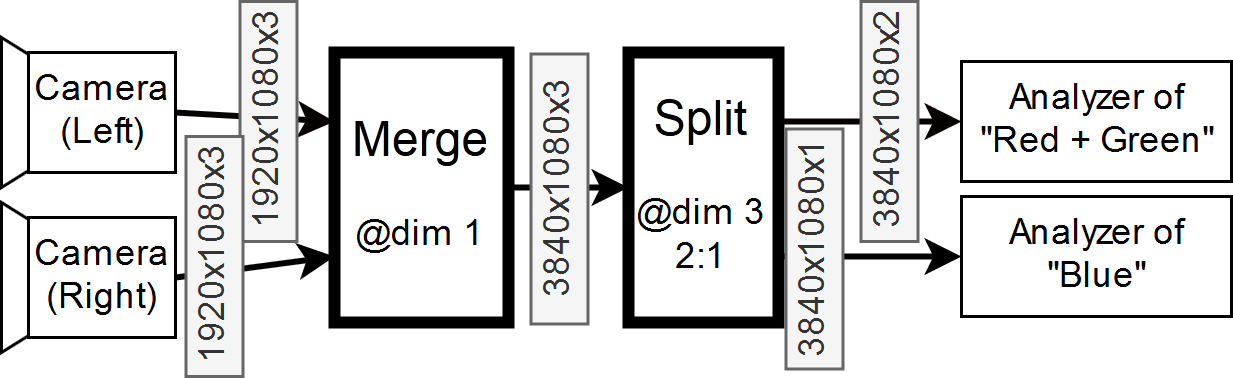 Camera
(Left)
1920x1080x3
Camera
(Right)
1920x1080x3
Merge
@dim 1
3840x1080x3
Split
@dim 3
2:1
3840x1080x2
3840x1080x1
Analyzer of
"Red + Green"
Analyzer of
"Blue"